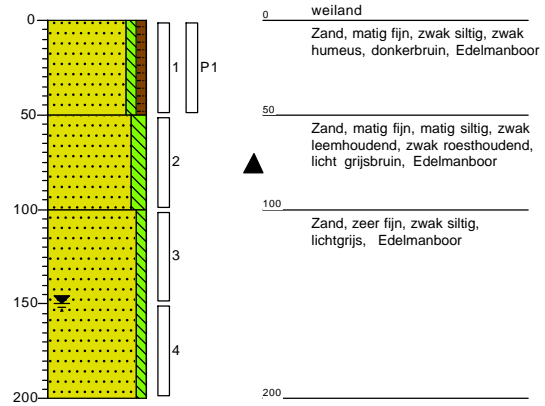 0
50
100
150
200
1
P1
2
3
4
0
weiland
Zand, matig fijn, zwak siltig, zwak
humeus, donkerbruin, Edelmanboor
50
Zand, matig fijn, matig siltig, zwak
leemhoudend, zwak roesthoudend,
licht grijsbruin, Edelmanboor
100
Zand, zeer fijn, zwak siltig,
lichtgrijs, Edelmanboor
200